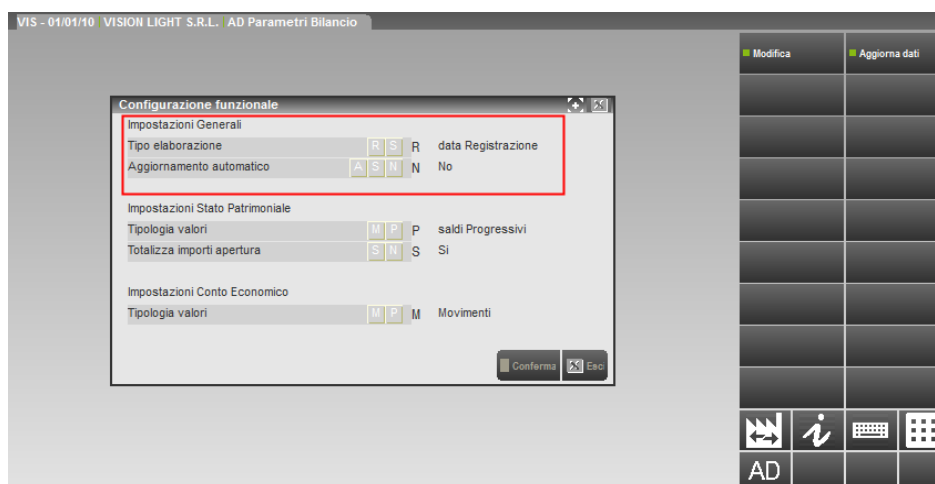 VIS - 01/01/10 VISION LIGHT S.R.L. AD Parametri Bilancio
Modifica
Aggiorna dati
Configurazione funzionale
Impostazioni Generali
Tipo elaborazione R S R data Registrazione
Aggiornamento automatico A S N N No
Impostazioni Stato Patrimoniale
Tipologia valori M P P saldi Progressivi
Totalizza importi apertura S N S Si
Impostazioni Conto Economico
Tipologia valori M P M Movimenti
Conferma Esci
AD